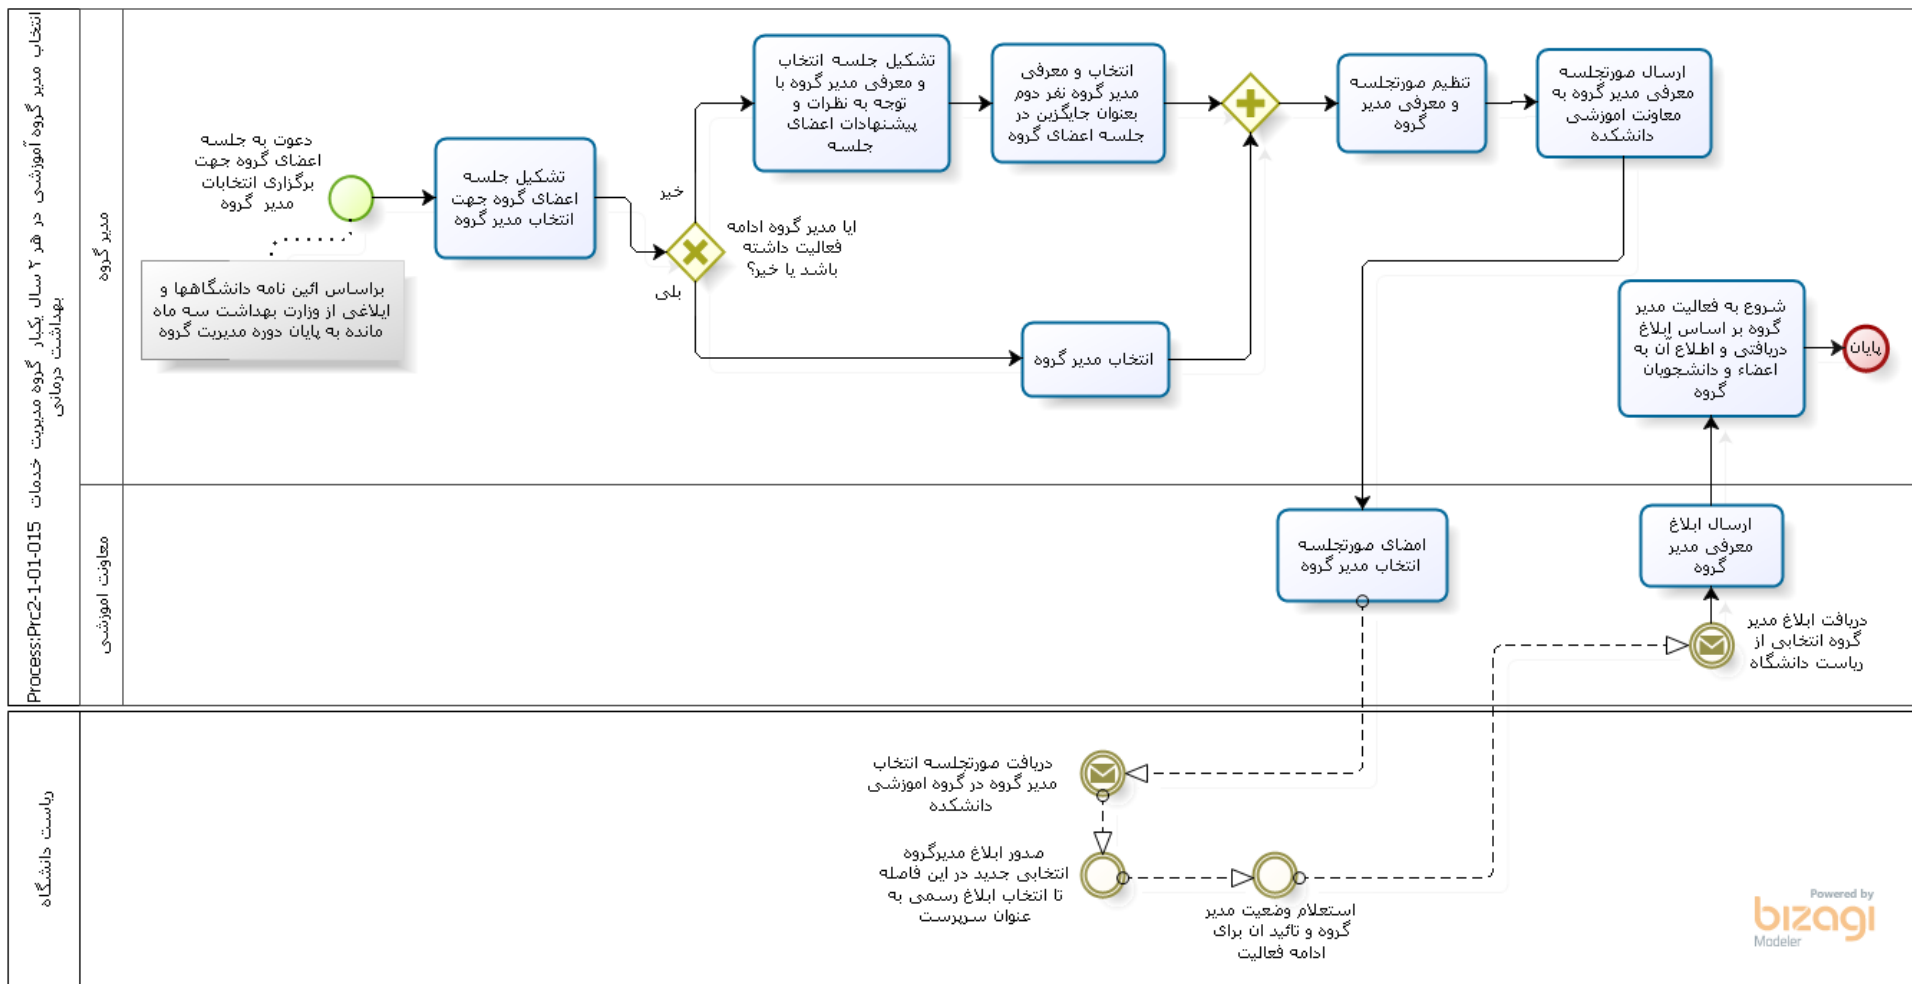 انتخاب مدیر گروه آموزشی در هر ۲ سال یکبار گروه مدیریت خدمات Process:Prc2-1-01-015
بهداشت درمانی
مدیر گروه
دعوت به جلسه
اعضای گروه جهت
برگزاری انتخابات
مدیر گروه
براساس ائین نامه دانشگاهها و
ابلاغی از وزارت بهداشت سه ماه
مانده به پایان دوره مدیریت گروه
تشکیل جلسه
اعضای گروه جهت
انتخاب مدیر گروه
خیر
بلی
ایا مدیر گروه ادامه
فعالیت داشته
باشد یا خیر؟
تشکیل جلسه انتخاب
و معرفی مدیر گروه با
توجه به نظرات و
پیشنهادات اعضای
جلسه
انتخاب و معرفی
مدیر گروه نفر دوم
بعنوان جایگزین در
جلسه اعضای گروه
انتخاب مدیر گروه
تنظیم صورتجلسه
و معرفی مدیر
گروه
ارسال صورتجلسه
معرفی مدیر گروه به
معاونت آموزشی
دانشکده
شروع به فعالیت مدیر
گروه بر اساس ابلاغ
دریافتی و اطلاع آن به
اعضاء و دانشجویان
گروه
پایان
معاونت اموزشی
امضای صورتجلسه
انتخاب مدیر گروه
ارسال ابلاغ
معرفی مدیر
گروه
دریافت ابلاغ مدیر
گروه انتخابی از
ریاست دانشگاه
ریاست دانشگاه
دریافت صورتجلسه انتخاب
مدیر گروه در گروه اموزشی
دانشکده
صدور ابلاغ مدیرگروه
انتخابی جدید در این فاصله
تا انتخاب ابلاغ رسمی به
عنوان سرپرست
استعلام وضعیت مدیر
گروه و تائید ان برای
ادامه فعالیت
Powered by
bizagi
Modeler